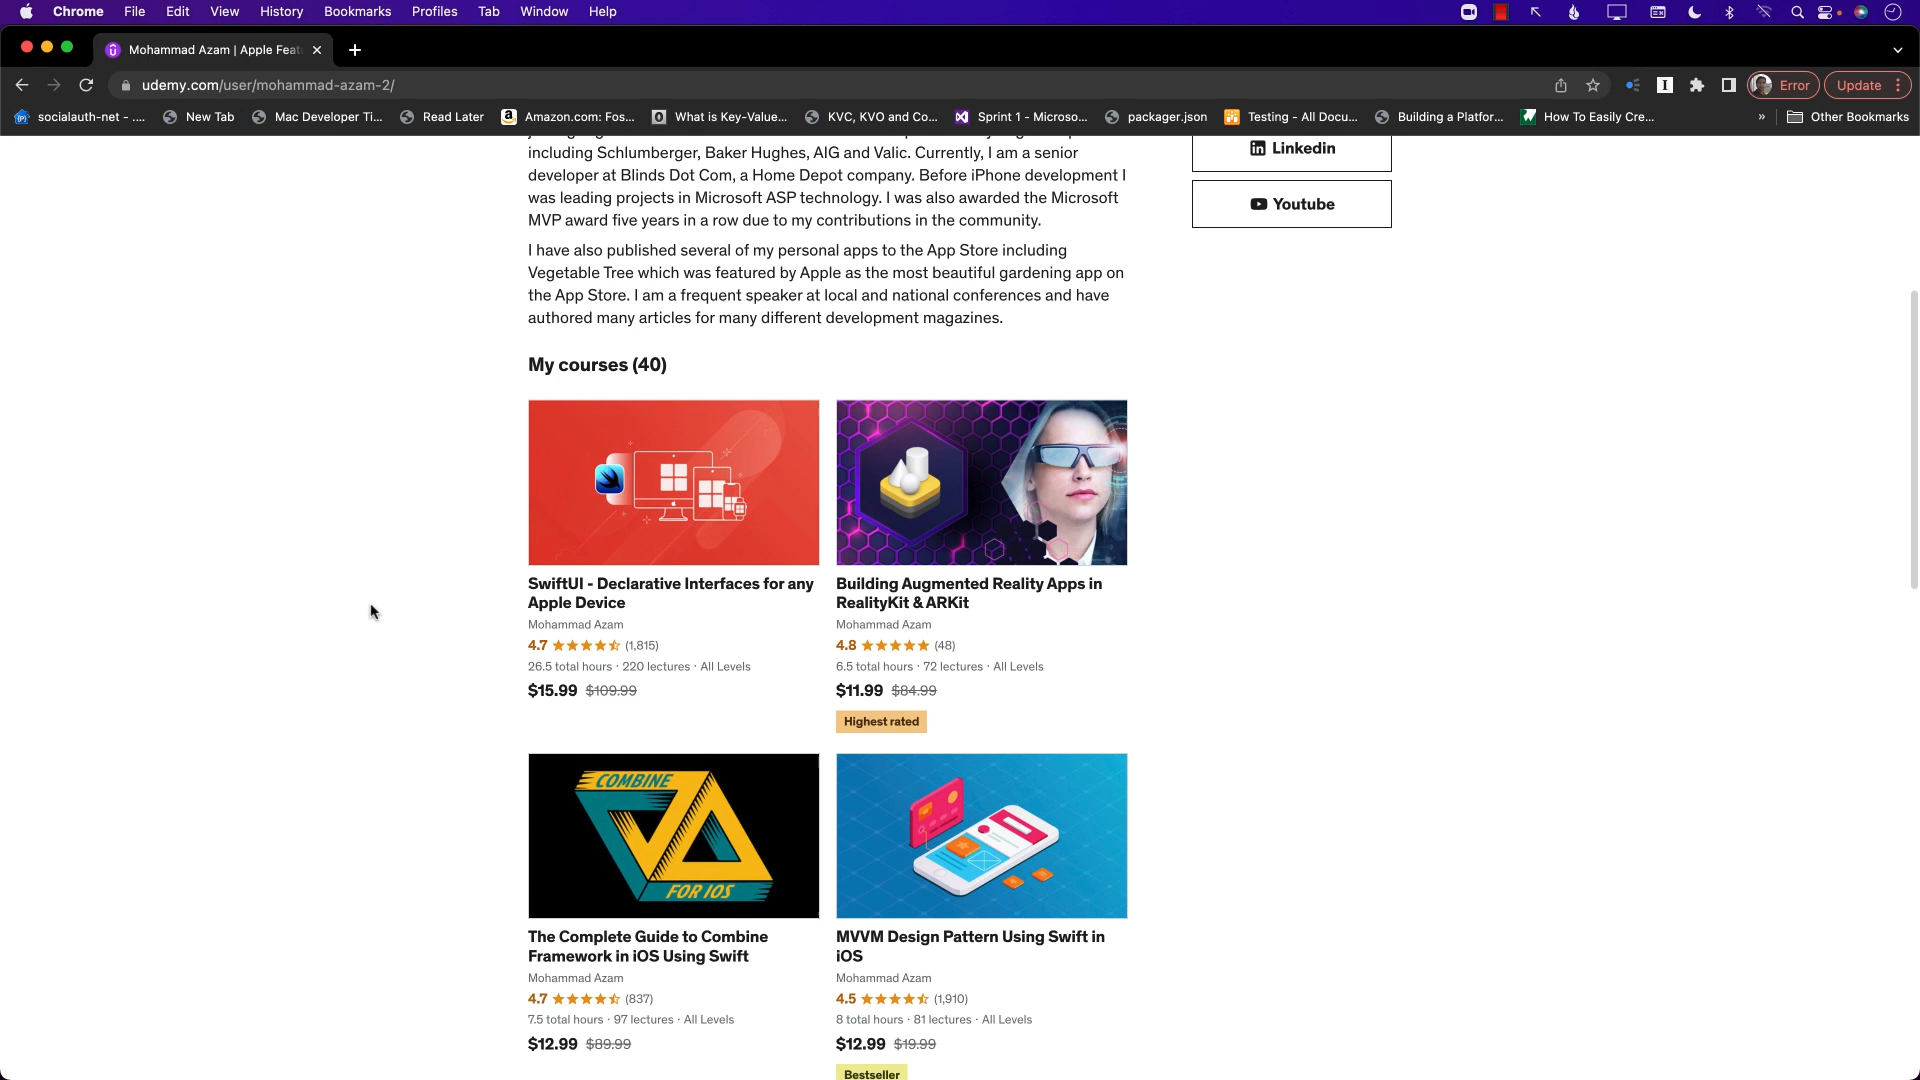 Chrome File Edit View History Bookmarks Profiles Tab Window Help
Mohammad Azam | Apple Feat
udemy.com/user/mohammad-azam-2/
Error
Update
socialauth-net - .... New Tab Mac Developer Ti... Read Later Amazon.com: Fos... What is Key-Value... KVC, KVO and Co... Sprint 1 - Microso... packager.json Testing - All Docu... Building a Platfor... How To Easily Cre... » Other Bookmarks
including Schlumberger, Baker Hughes, AIG and Valic. Currently, I am a senior
developer at Blinds Dot Com, a Home Depot company. Before iPhone development I
was leading projects in Microsoft ASP technology. I was also awarded the Microsoft
MVP award five years in a row due to my contributions in the community.
I have also published several of my personal apps to the App Store including
Vegetable Tree which was featured by Apple as the most beautiful gardening app on
the App Store. I am a frequent speaker at local and national conferences and have
authored many articles for many different development magazines.
Linkedin
Youtube
My courses (40)
SwiftUI - Declarative Interfaces for any
Apple Device
Mohammad Azam
4.7 (1,815)
26.5 total hours · 220 lectures · All Levels
$15.99 $109.99
Building Augmented Reality Apps in
RealityKit & ARKit
Mohammad Azam
4.8 (48)
6.5 total hours · 72 lectures · All Levels
$11.99 $84.99
Highest rated
COMBINE
FOR IOS
The Complete Guide to Combine
Framework in iOS Using Swift
Mohammad Azam
4.7 (837)
7.5 total hours · 97 lectures · All Levels
$12.99 $89.99
MVVM Design Pattern Using Swift in
iOS
Mohammad Azam
4.5 (1,910)
8 total hours · 81 lectures · All Levels
$12.99 $19.99
Bestseller